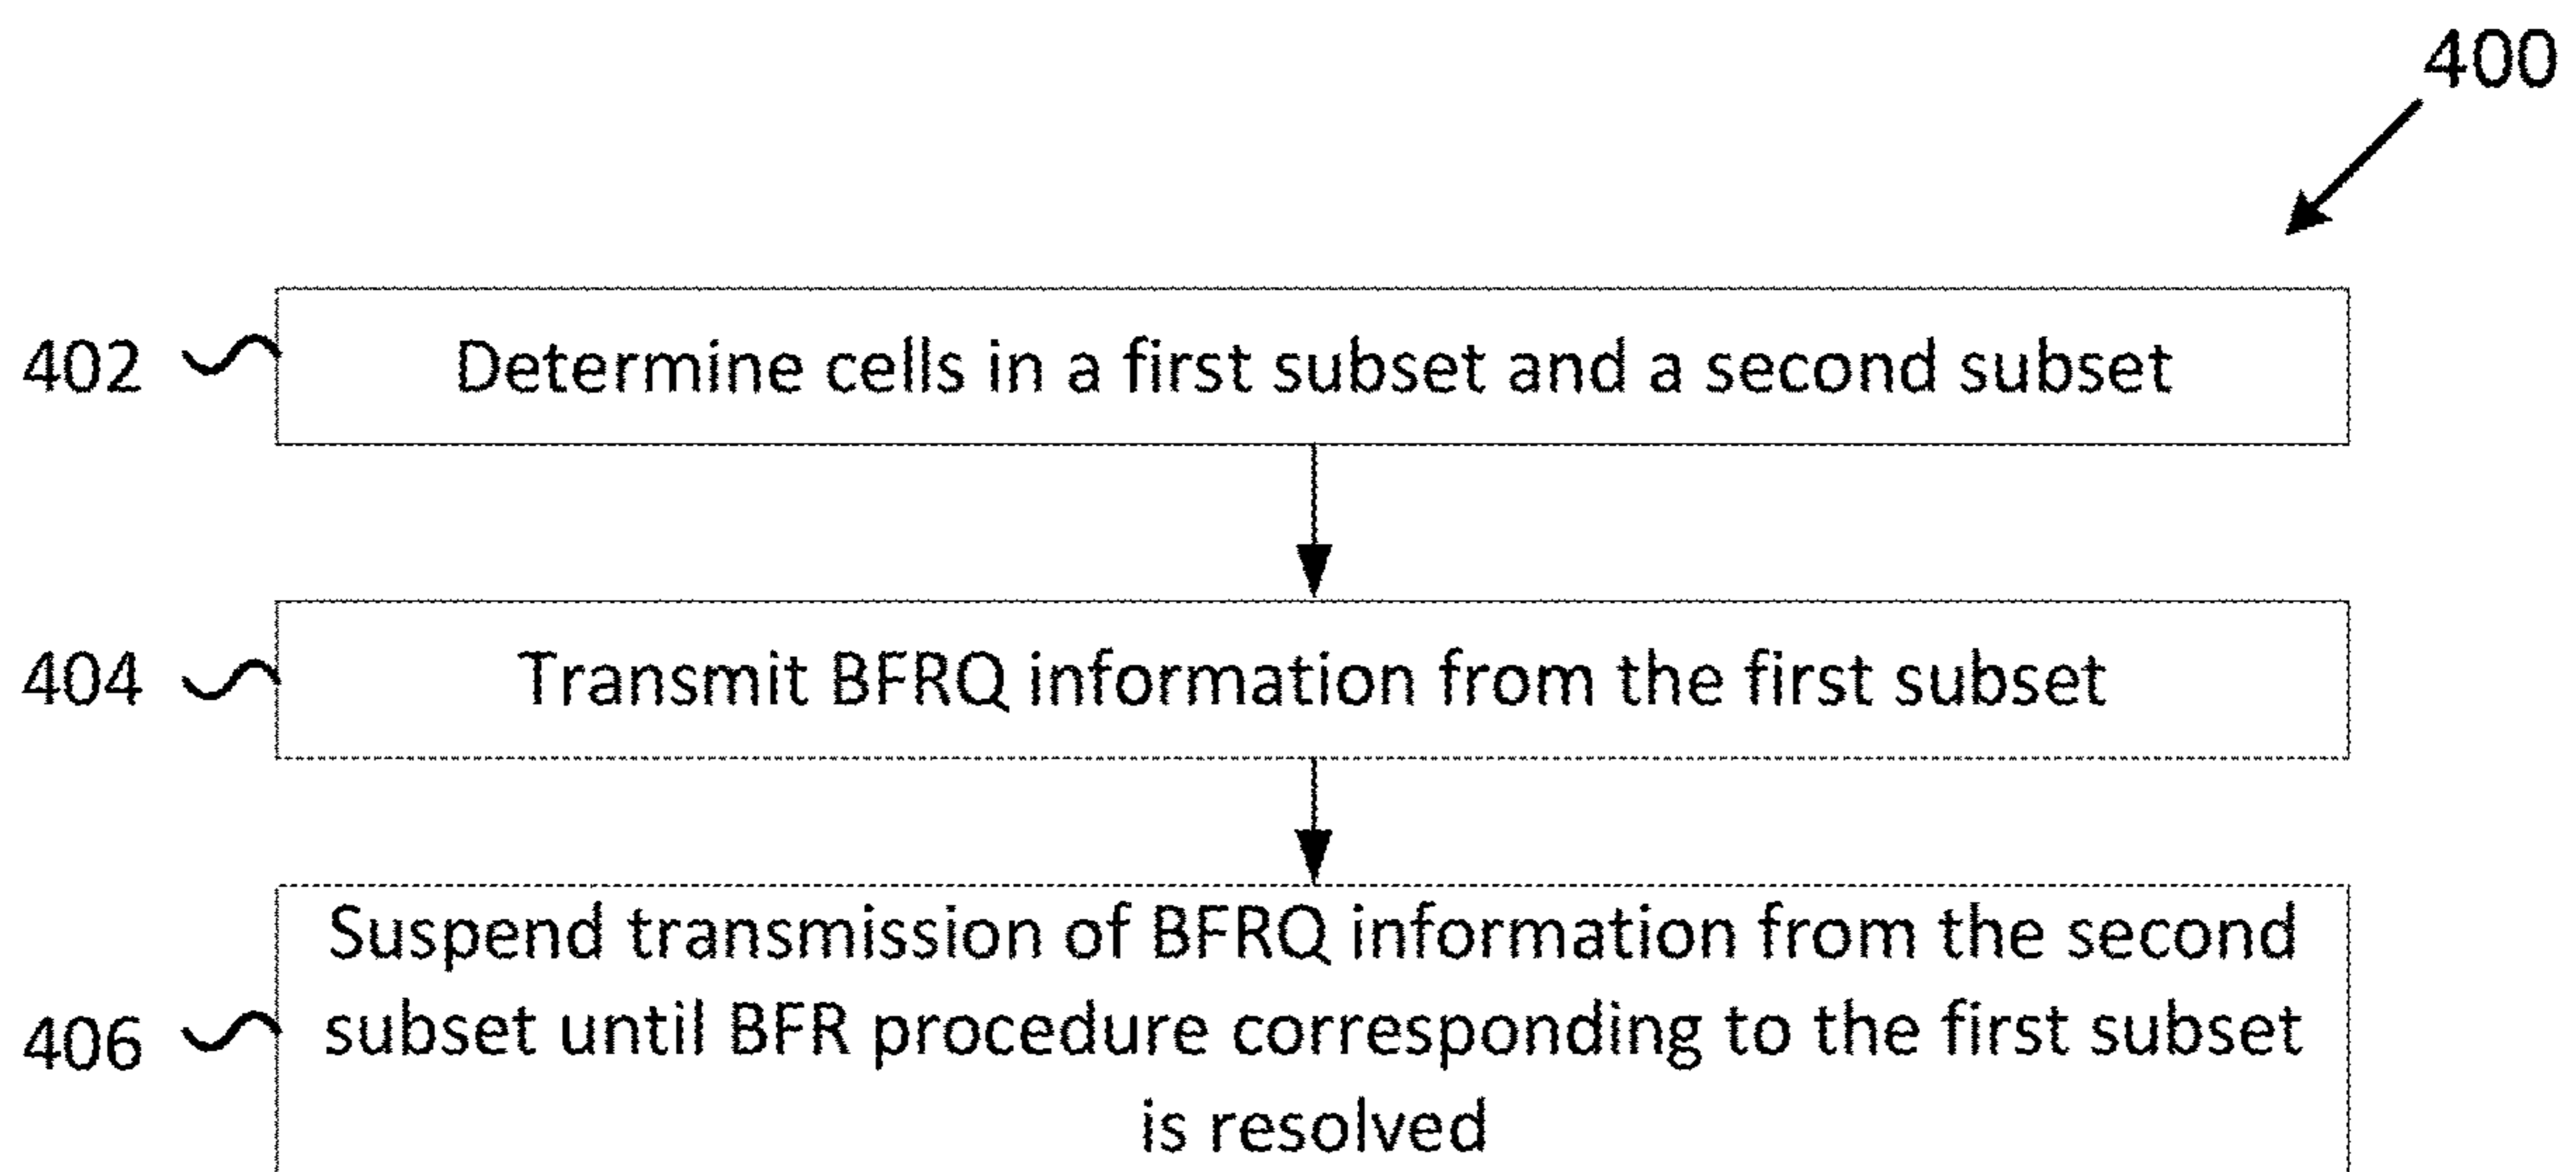 400
402
Determine cells in a first subset and a second subset
404
Transmit BFRQ information from the first subset
406
Suspend transmission of BFRQ information from the second
subset until BFR procedure corresponding to the first subset
is resolved